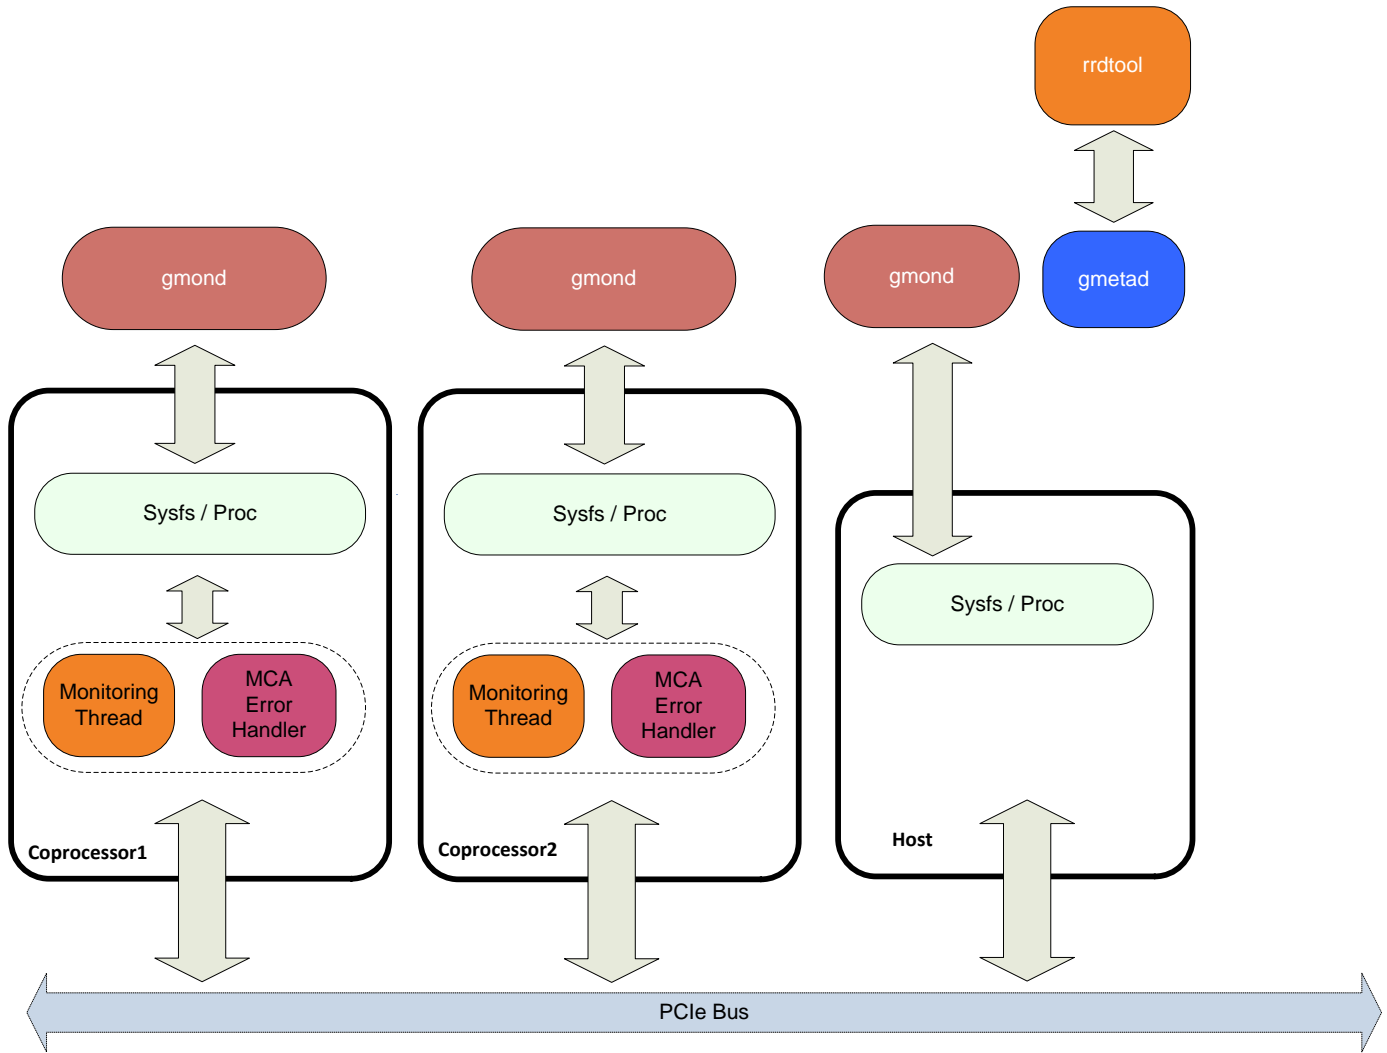 rrdtool
gmond
gmond
gmond
gmetad
Sysfs / Proc
Sysfs / Proc
Sysfs / Proc
Monitoring
Thread
MCA
Error
Handler
Monitoring
Thread
MCA
Error
Handler
Coprocessor1
Coprocessor2
Host
PCIe Bus